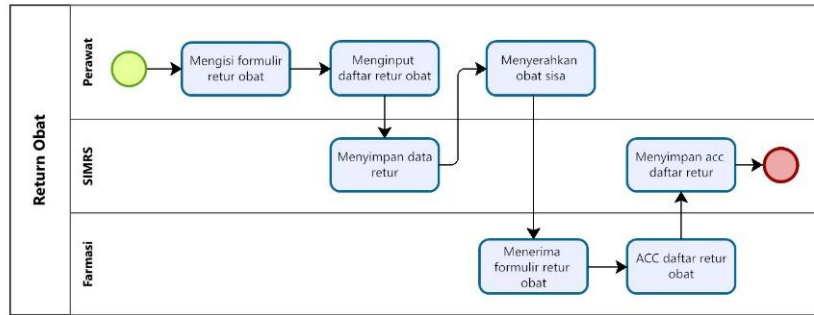 Return Obat
Perawat
Mengisi formulir
retur obat
Menginput
daftar retur obat
Menyerahkan
obat sisa
SIMRS
Menyimpan data
retur
Menyimpan acc
daftar retur
Farmasi
Menerima
formulir retur
obat
ACC daftar retur
obat